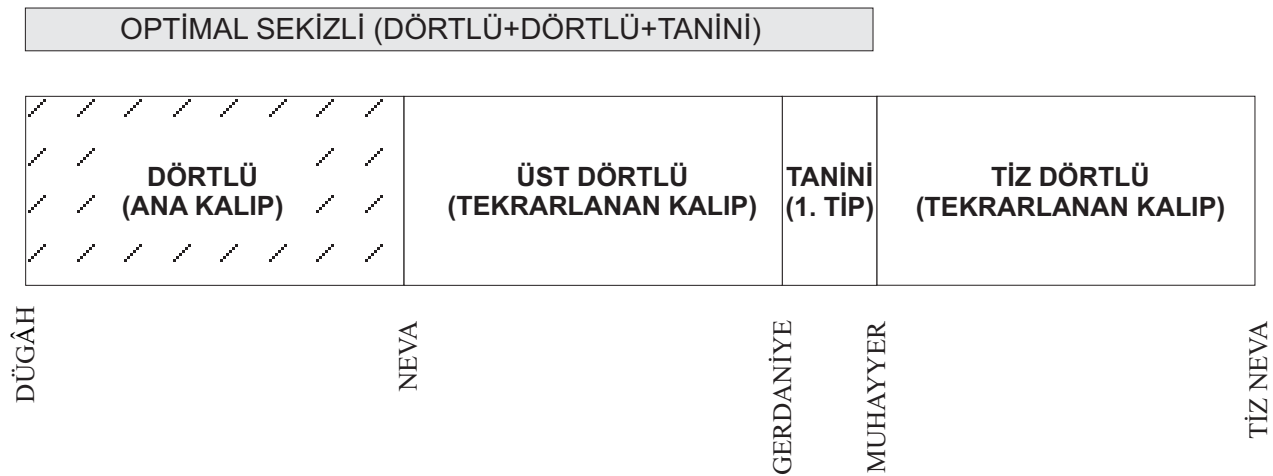 OPTİMAL SEKİZLİ (DÖRTLÜ+DÖRTLÜ+TANİNİ)
DÖRTLÜ
(ANA KALIP)
ÜST DÖRTLÜ
(TEKRARLANAN KALIP)
TANİNİ
(1. TİP)
TİZ DÖRTLÜ
(TEKRARLANAN KALIP)
DÜGÂH
NEVA
GERDANİYE
MUHAYYER
TİZ NEVA